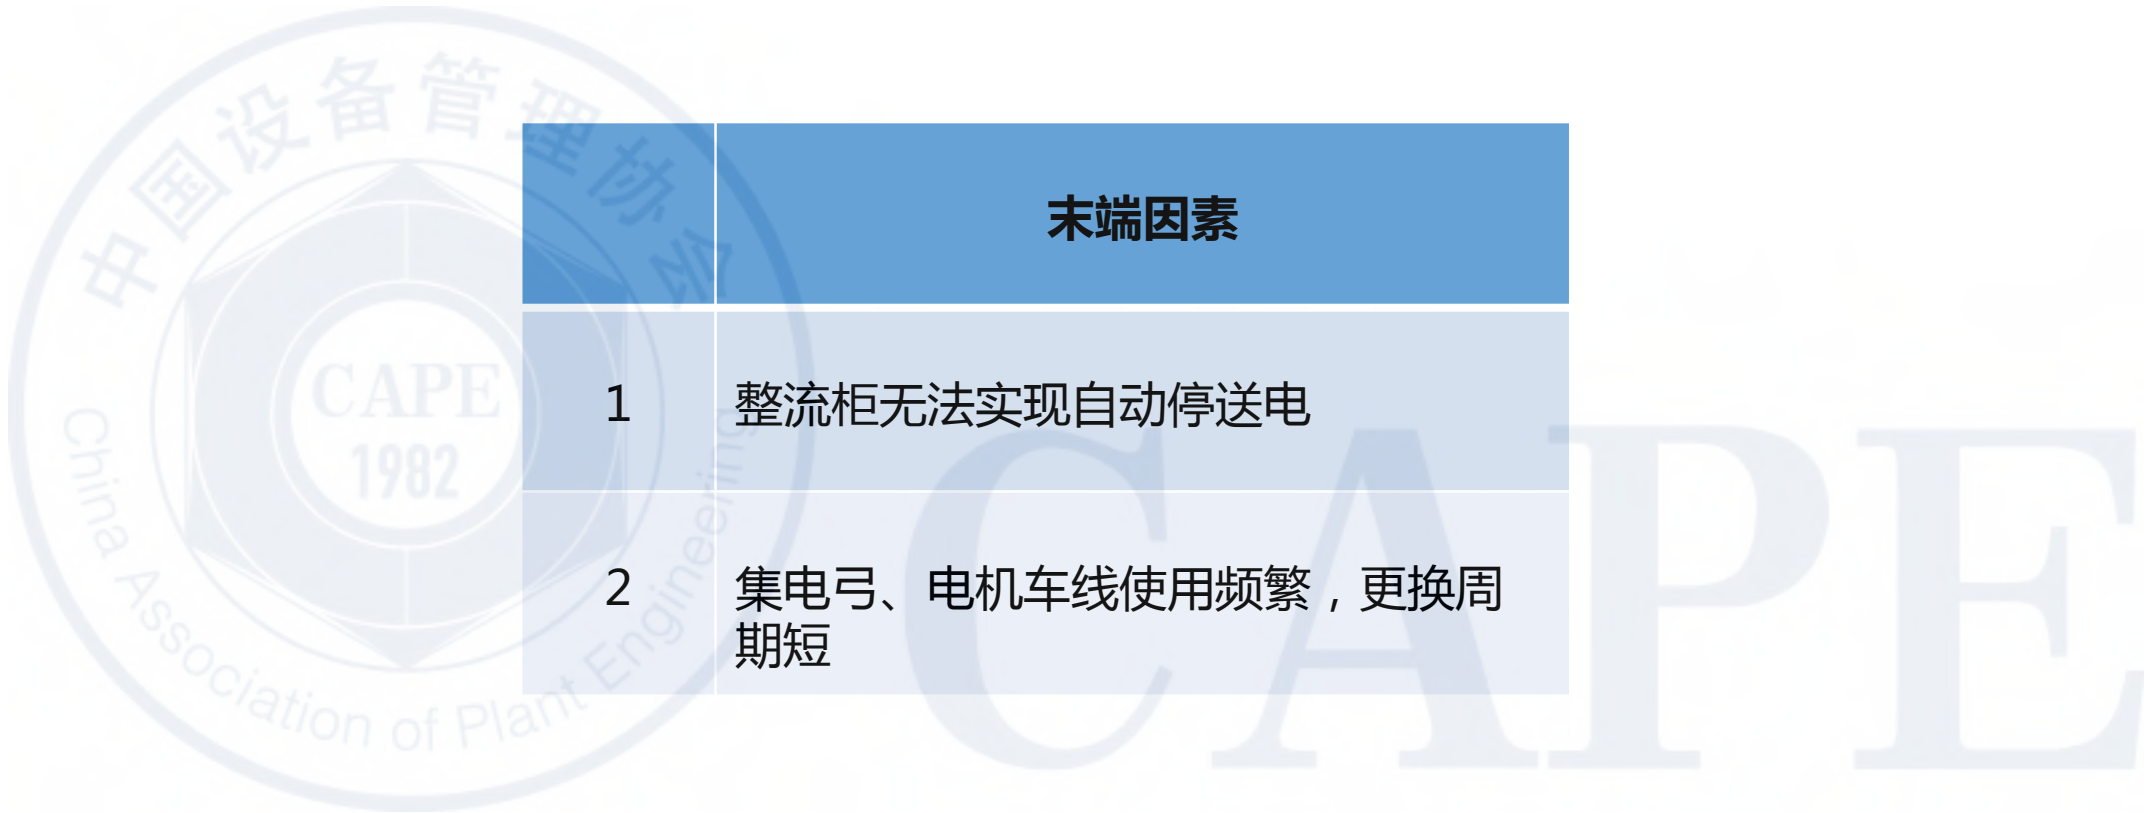 中国设备管理协会
CAPE
1982
China Association of Plant Engineering
CAPE
末端因素
1 整流柜无法实现自动停送电
2 集电弓、电机车线使用频繁，更换周
期短